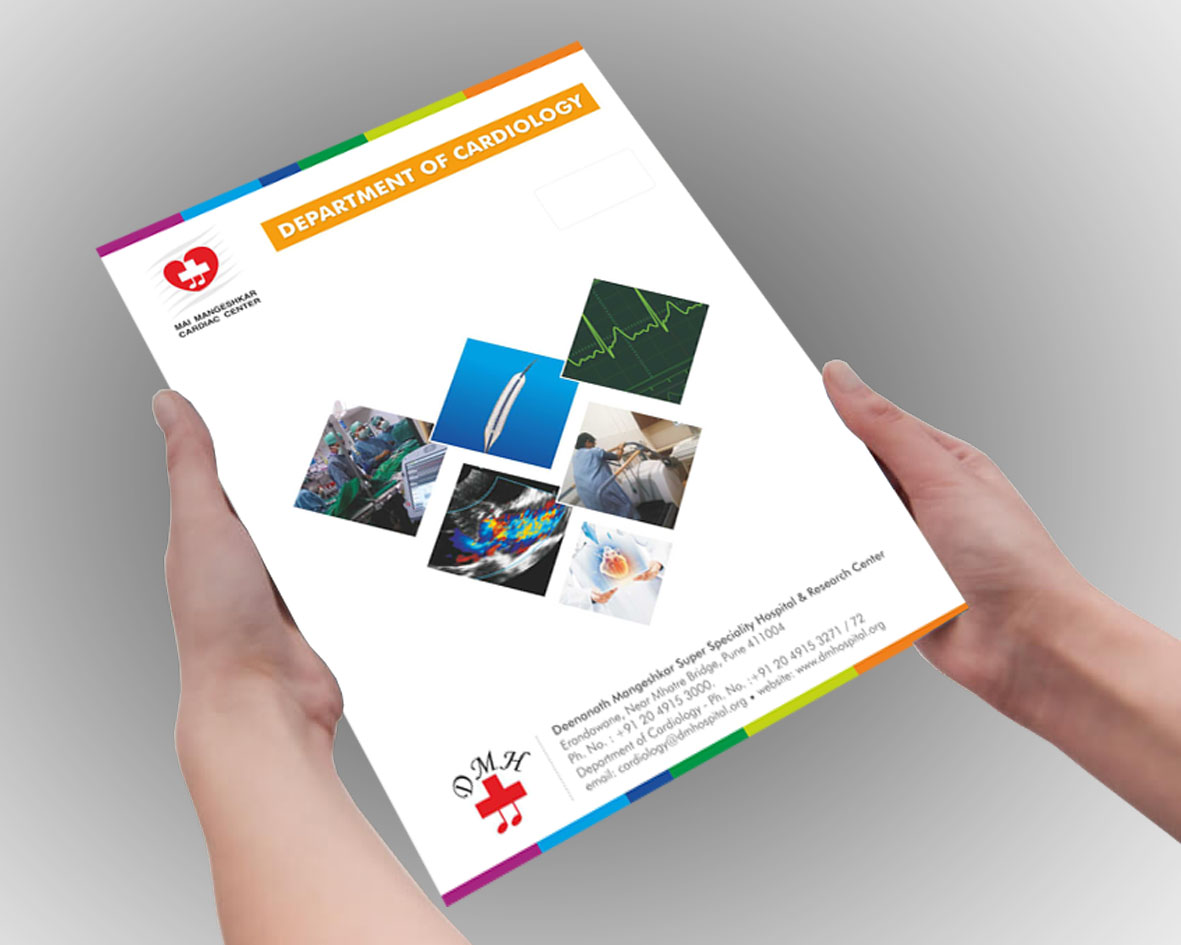 DEPARTMENT OF CARDIOLOGY
MAI MANGESHKAR
CARDIAC CENTER
Deenanath Mangeshkar Super Speciality Hospital & Research Center
Erandawane, Near Mhatre Bridge, Pune 411004
Ph. No. : +91 20 4915 3000.
Department of Cardiology - Ph. No. :+91 20 4915 3271 / 72
email: cardiology@dmhospital.org • website: www.dmhospital.org
DMH